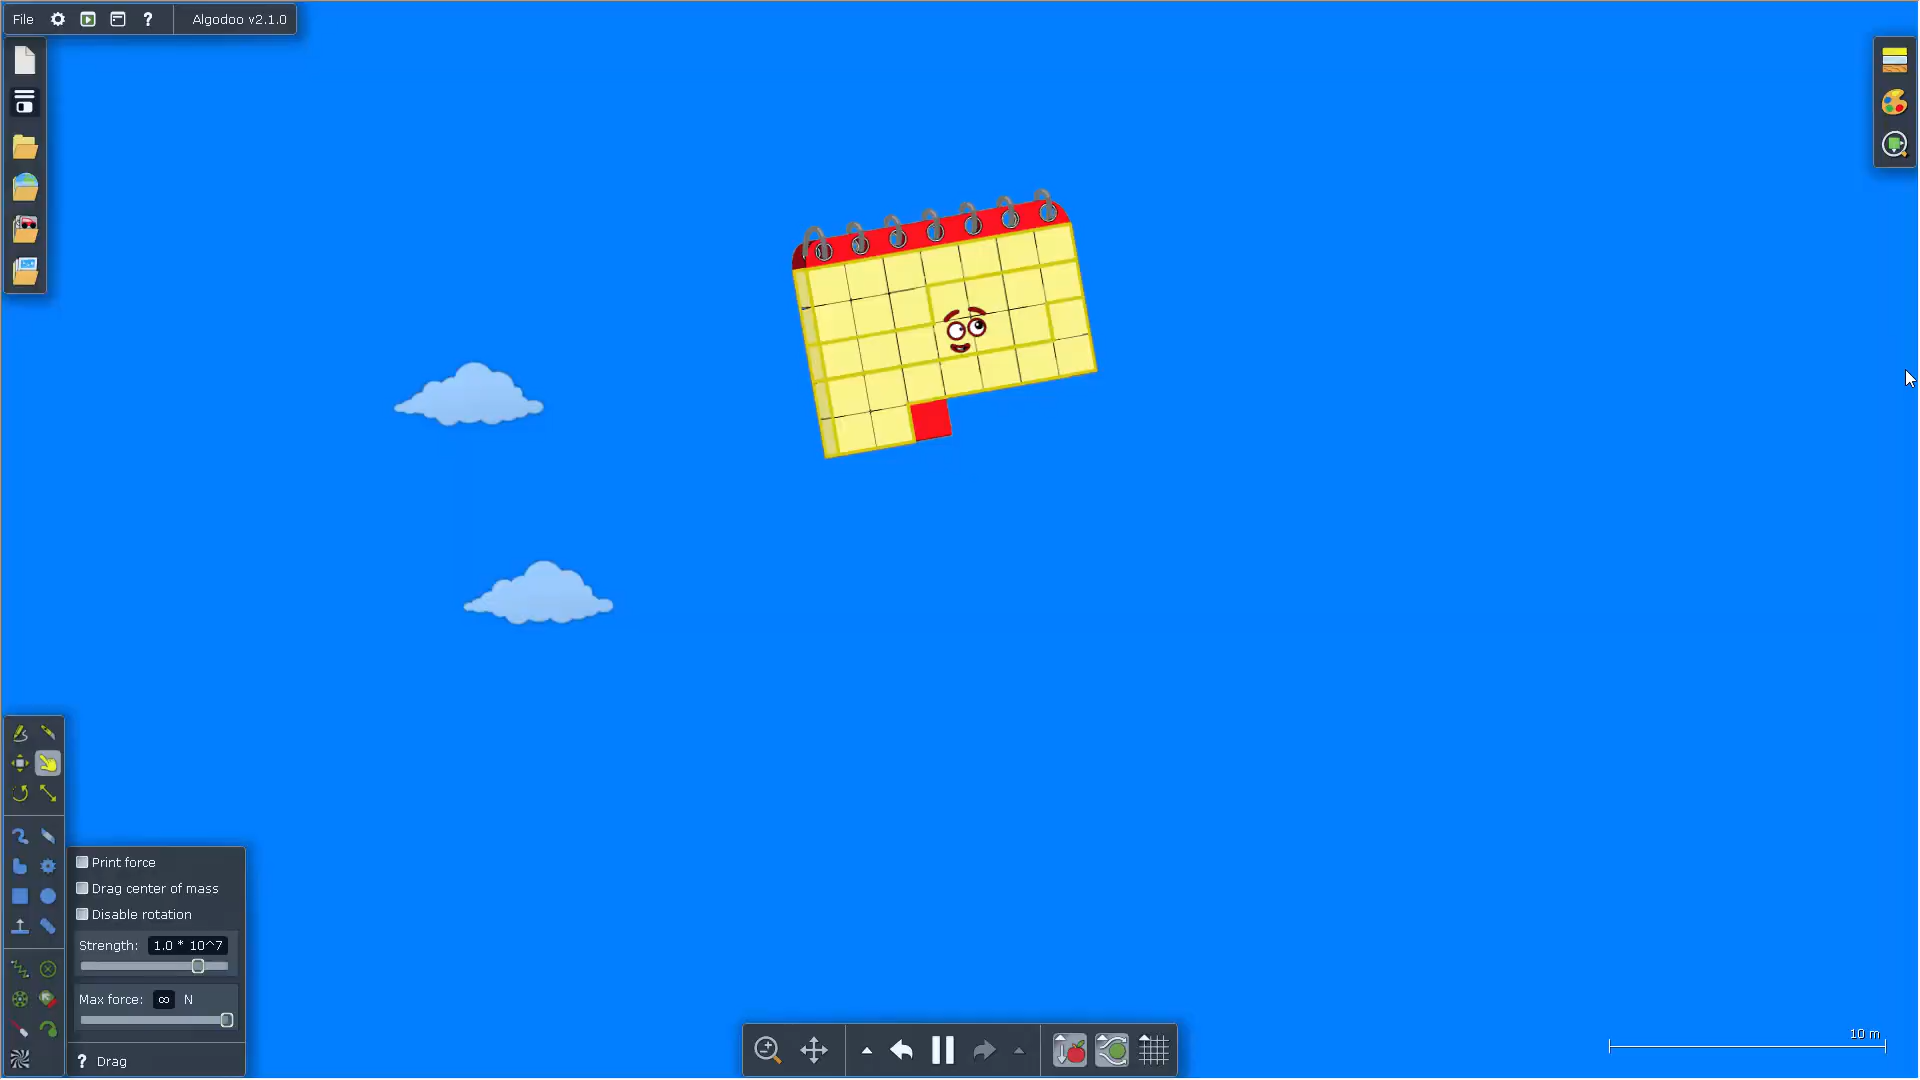 File ? Algodoo v2.1.0
Print force
Drag center of mass
Disable rotation
Strength: 1.0 * 10^7
Max force: ∞ N
? Drag
10 m